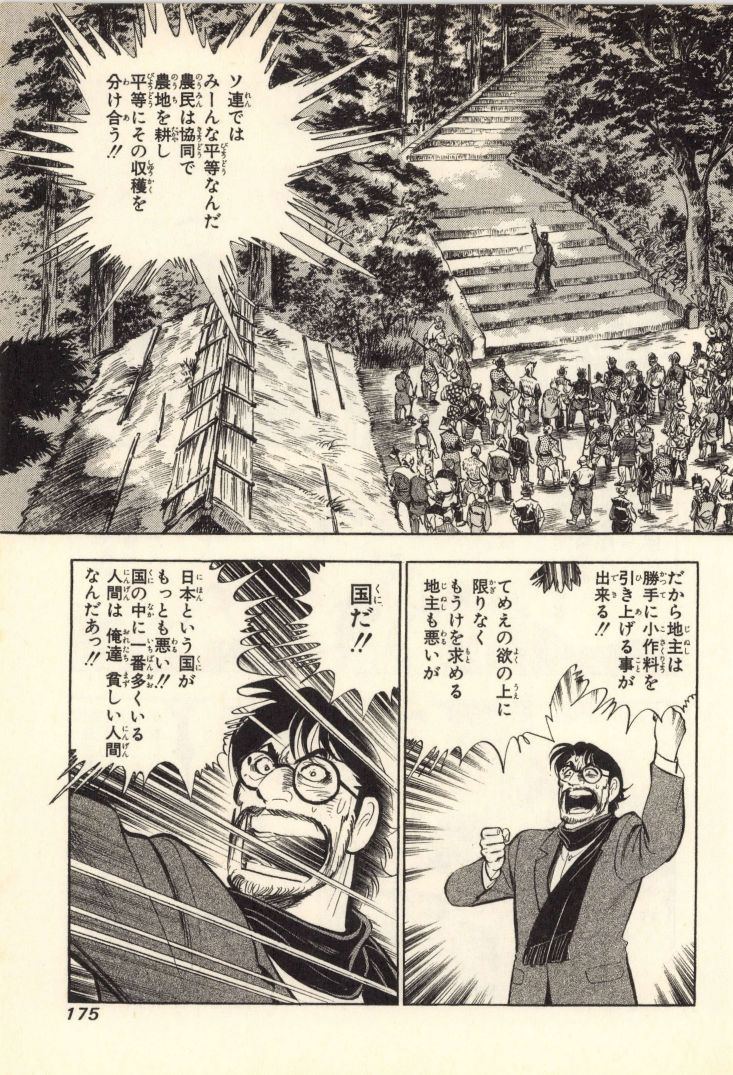 ソ連では
みーんな平等なんだ
農民は協同で
農地を耕し
平等にその収穫を
分け合う!!
だから地主は
勝手に小作料を
引き上げる事が
出来る!!
てめえの欲の上に
限りなく
もうけを求める
地主も悪いが
国だ!!
日本という国が
もっとも悪い!!
国の中に一番多くいる
人間は 俺達 貧しい人間
なんだあっ!!
175